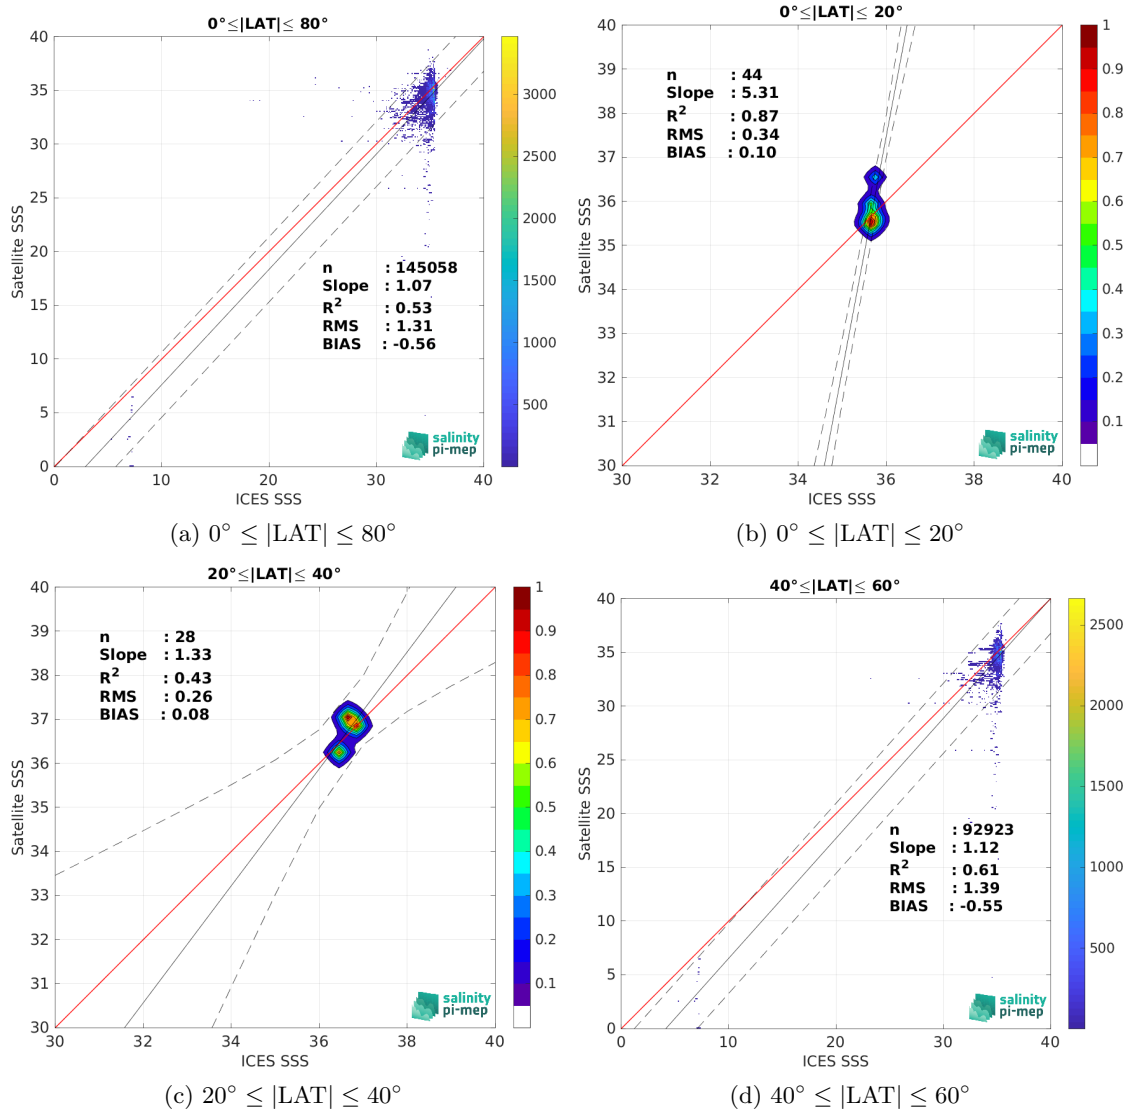 0°≤|LAT|≤ 80°
40
35
30
25
20
15
10
5
0
Satellite SSS
n : 145058
Slope : 1.07
R² : 0.53
RMS : 1.31
BIAS : -0.56
salinity
pi-mep
0 10 20 30 40
ICES SSS
3000
2500
2000
1500
1000
500
(a) 0° ≤ |LAT| ≤ 80°
0°≤|LAT|≤ 20°
40
39
38
37
36
35
34
33
32
31
30
Satellite SSS
n : 44
Slope : 5.31
R² : 0.87
RMS : 0.34
BIAS : 0.10
salinity
pi-mep
30 32 34 36 38 40
ICES SSS
1
0.9
0.8
0.7
0.6
0.5
0.4
0.3
0.2
0.1
(b) 0° ≤ |LAT| ≤ 20°
20°≤|LAT|≤ 40°
40
39
38
37
36
35
34
33
32
31
30
Satellite SSS
n : 28
Slope : 1.33
R² : 0.43
RMS : 0.26
BIAS : 0.08
salinity
pi-mep
30 32 34 36 38 40
ICES SSS
1
0.9
0.8
0.7
0.6
0.5
0.4
0.3
0.2
0.1
(c) 20° ≤ |LAT| ≤ 40°
40°≤|LAT|≤ 60°
40
35
30
25
20
15
10
5
0
Satellite SSS
n : 92923
Slope : 1.12
R² : 0.61
RMS : 1.39
BIAS : -0.55
salinity
pi-mep
0 10 20 30 40
ICES SSS
2500
2000
1500
1000
500
(d) 40° ≤ |LAT| ≤ 60°